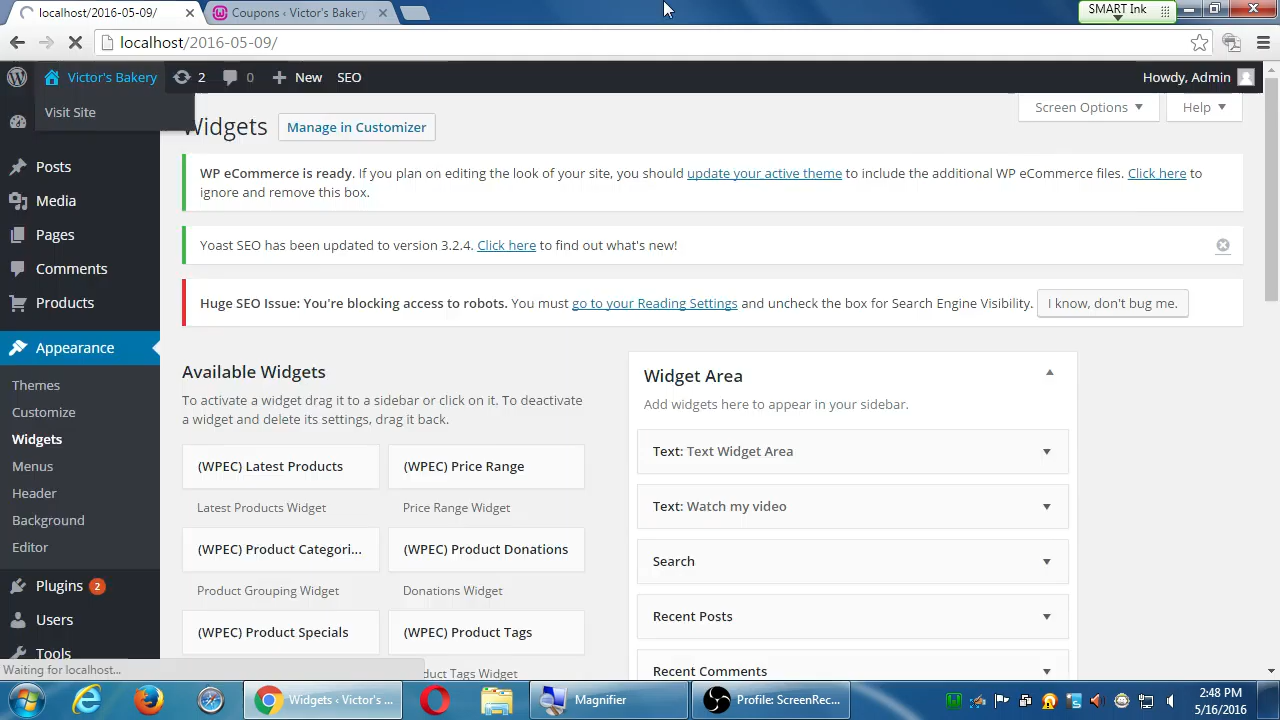 localhost/2016-05-09/
Coupons ‹ Victor's Bakery
SMART Ink
localhost/2016-05-09/
Victor's Bakery
2
0
New
SEO
Howdy, Admin
Visit Site
Screen Options
Help
Widgets
Manage in Customizer
Posts
Media
Pages
Comments
Products
Appearance
Themes
Customize
Widgets
Menus
Header
Background
Editor
Plugins 2
Users
Tools
WP eCommerce is ready. If you plan on editing the look of your site, you should update your active theme to include the additional WP eCommerce files. Click here to
ignore and remove this box.
Yoast SEO has been updated to version 3.2.4. Click here to find out what's new!
Huge SEO Issue: You're blocking access to robots. You must go to your Reading Settings and uncheck the box for Search Engine Visibility.
I know, don't bug me.
Available Widgets
To activate a widget drag it to a sidebar or click on it. To deactivate
a widget and delete its settings, drag it back.
(WPEC) Latest Products
(WPEC) Price Range
Latest Products Widget
Price Range Widget
(WPEC) Product Categori...
(WPEC) Product Donations
Product Grouping Widget
Donations Widget
(WPEC) Product Specials
(WPEC) Product Tags
duct Tags Widget
Widget Area
Add widgets here to appear in your sidebar.
Text: Text Widget Area
Text: Watch my video
Search
Recent Posts
Recent Comments
Waiting for localhost...
Widgets ‹ Victor's ...
Magnifier
Profile: ScreenRec...
2:48 PM
5/16/2016